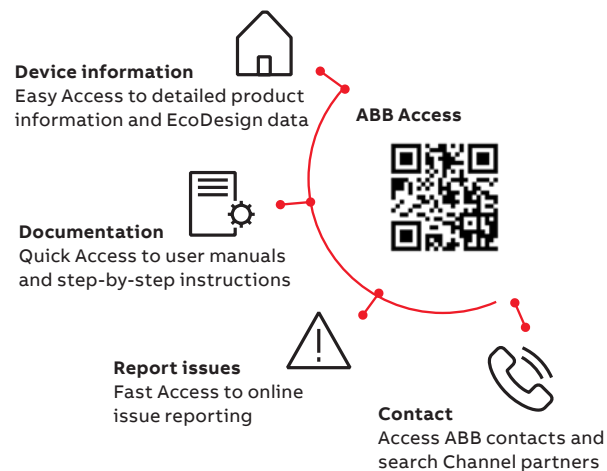 Device information
Easy Access to detailed product
information and EcoDesign data
ABB Access
Documentation
Quick Access to user manuals
and step-by-step instructions
Report issues
Fast Access to online
issue reporting
Contact
Access ABB contacts and
search Channel partners